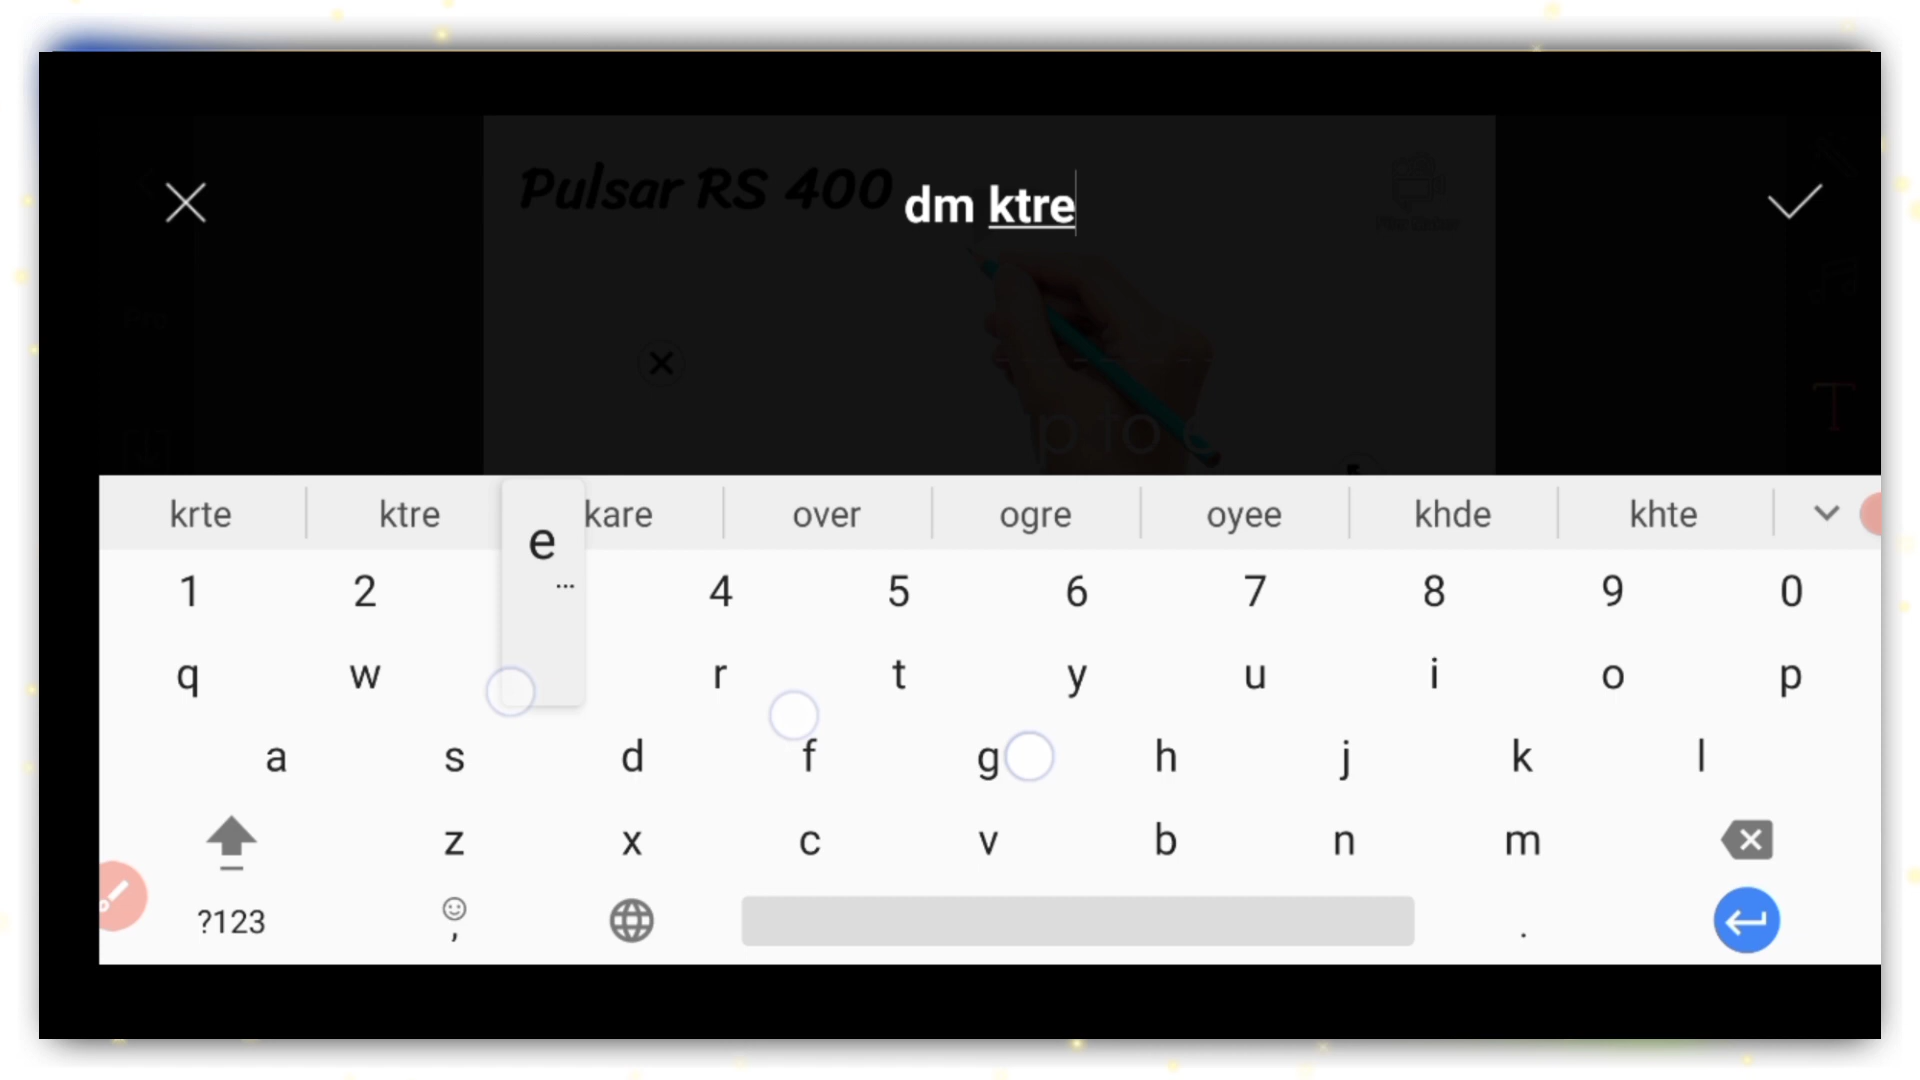 Pulsar RS 400
dm ktre
p to
T
krte ktre kare over ogre oyee khde khte
e
...
1 2 4 5 6 7 8 9 0
q w r t y u i o p
a s d f g h j k l
z x c v b n m
?123 , .